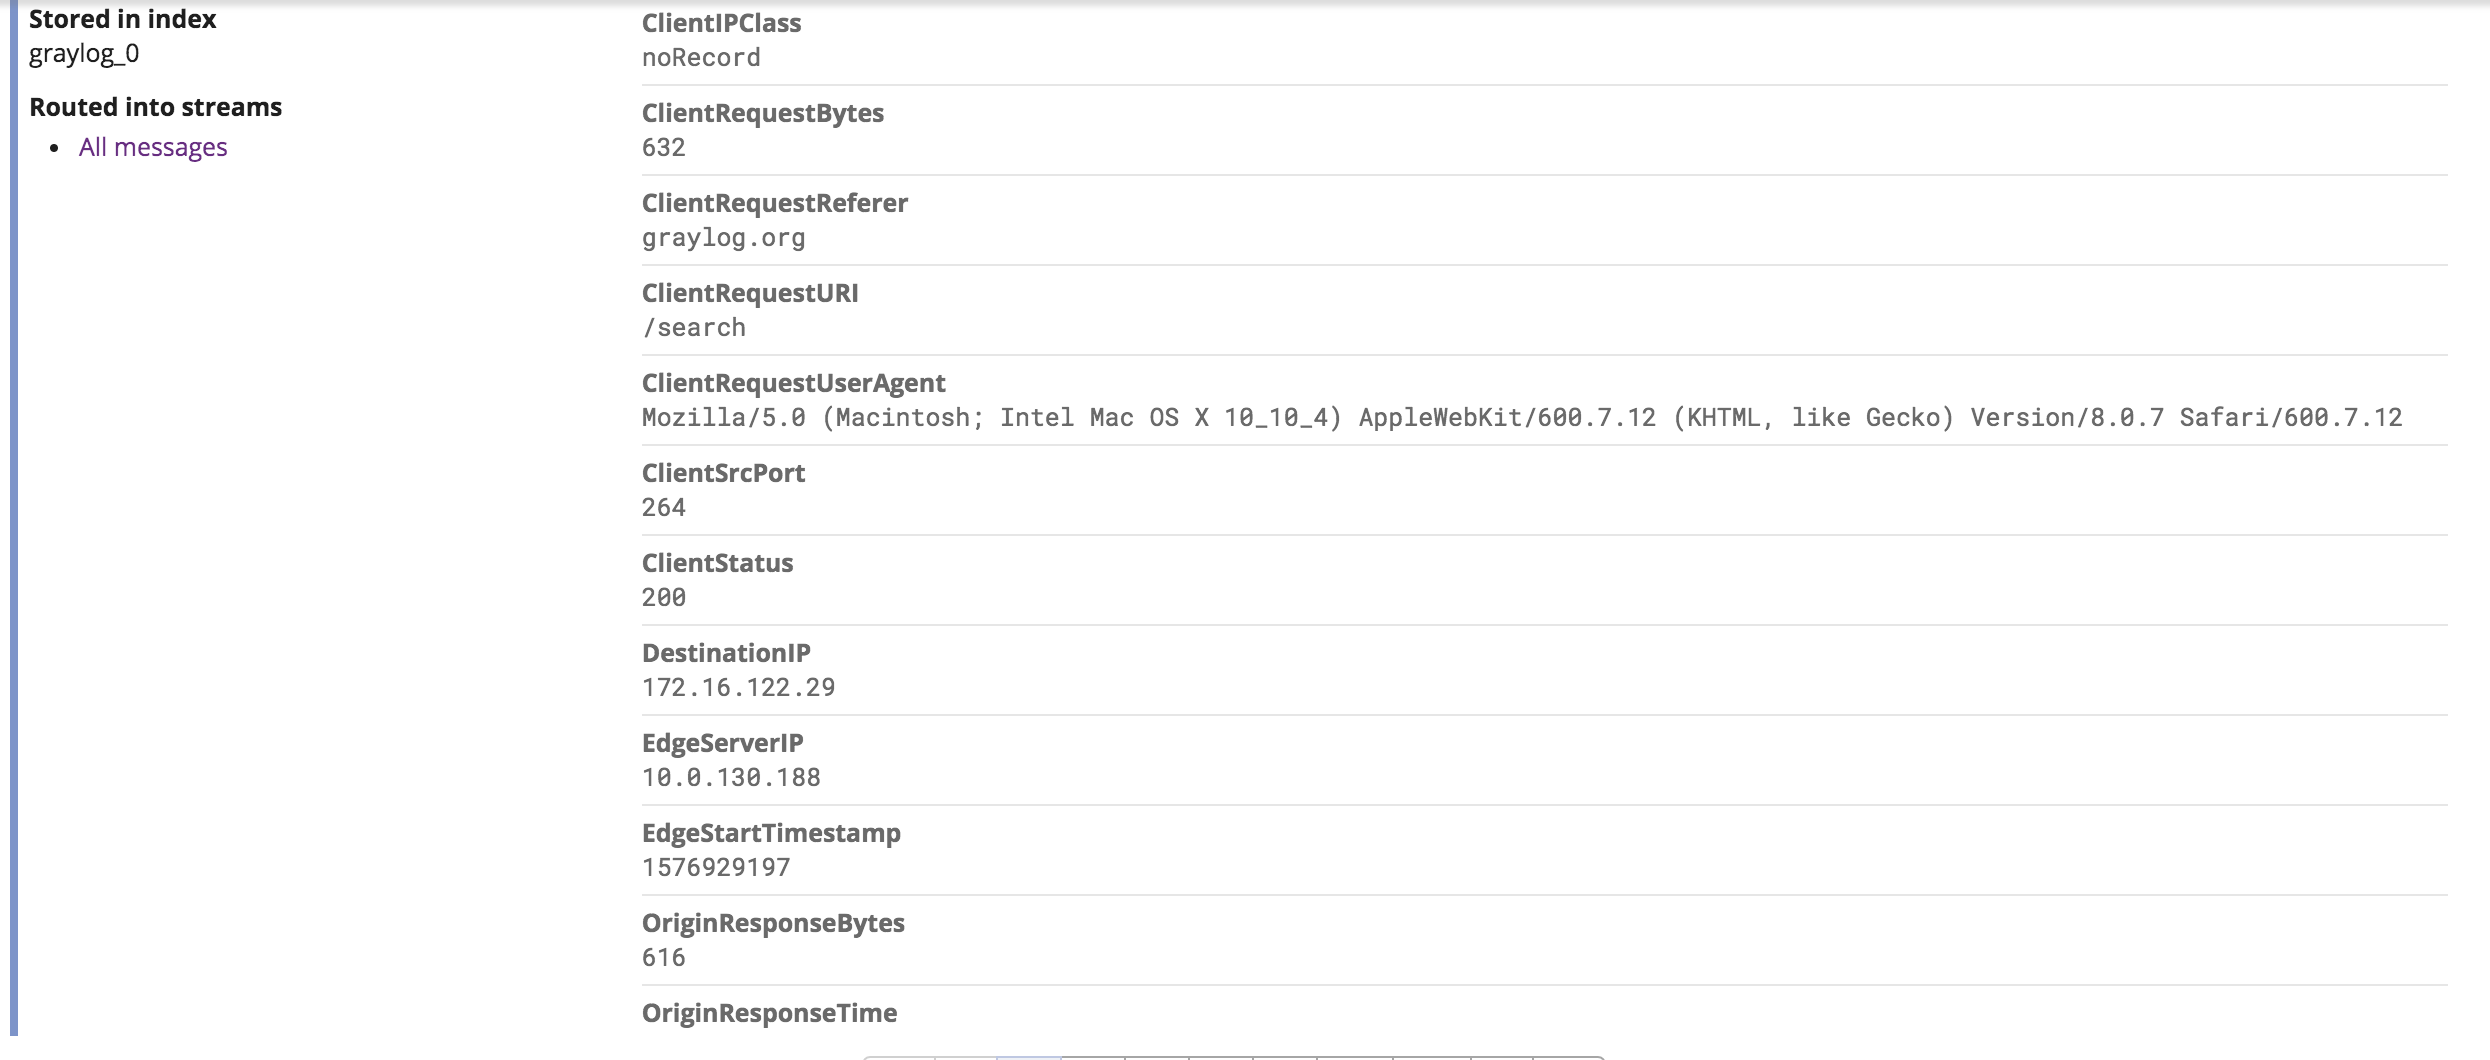 Stored in index
graylog_0
Routed into streams
All messages
ClientIPClass
noRecord
ClientRequestBytes
632
ClientRequestReferer
graylog.org
ClientRequestURI
/search
ClientRequestUserAgent
Mozilla/5.0 (Macintosh; Intel Mac OS X 10_10_4) AppleWebKit/600.7.12 (KHTML, like Gecko) Version/8.0.7 Safari/600.7.12
ClientSrcPort
264
ClientStatus
200
DestinationIP
172.16.122.29
EdgeServerIP
10.0.130.188
EdgeStartTimestamp
1576929197
OriginResponseBytes
616
OriginResponseTime